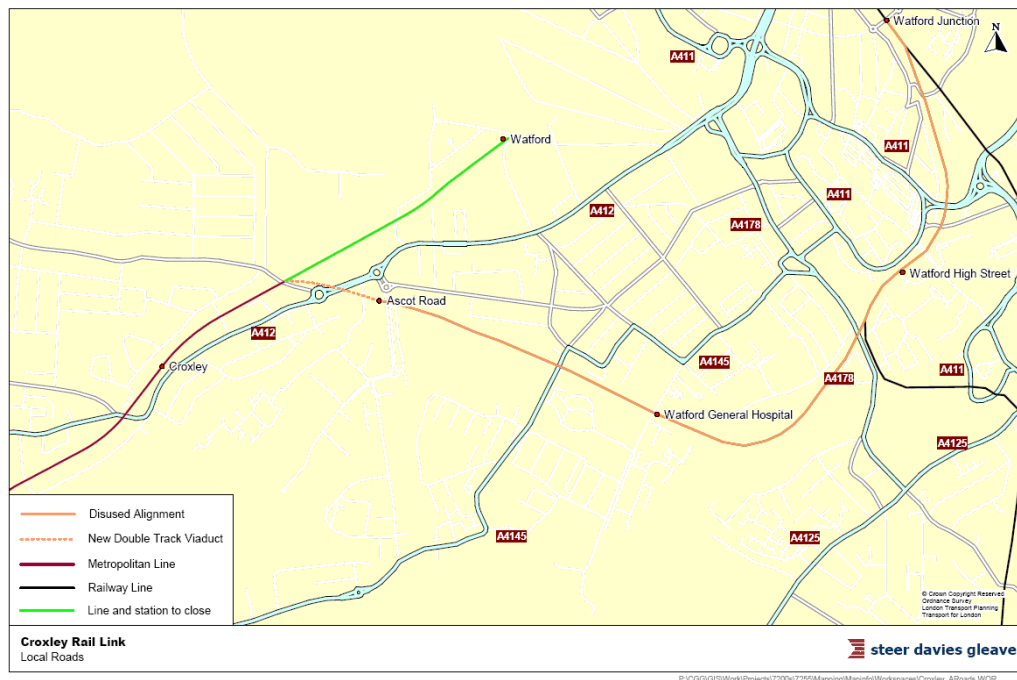 Watford Junction
N
A411
Watford
A411
A411
A412
A4178
Watford High Street
Ascot Road
A412
Croxley
A4145
A4178
A411
Watford General Hospital
A4125
A4145
A4125
Disused Alignment
New Double Track Viaduct
Metropolitan Line
Railway Line
Line and station to close
© Crown Copyright Reserved
Ordnance Survey
London Transport Planning
Transport for London
Croxley Rail Link
Local Roads
steer davies gleave